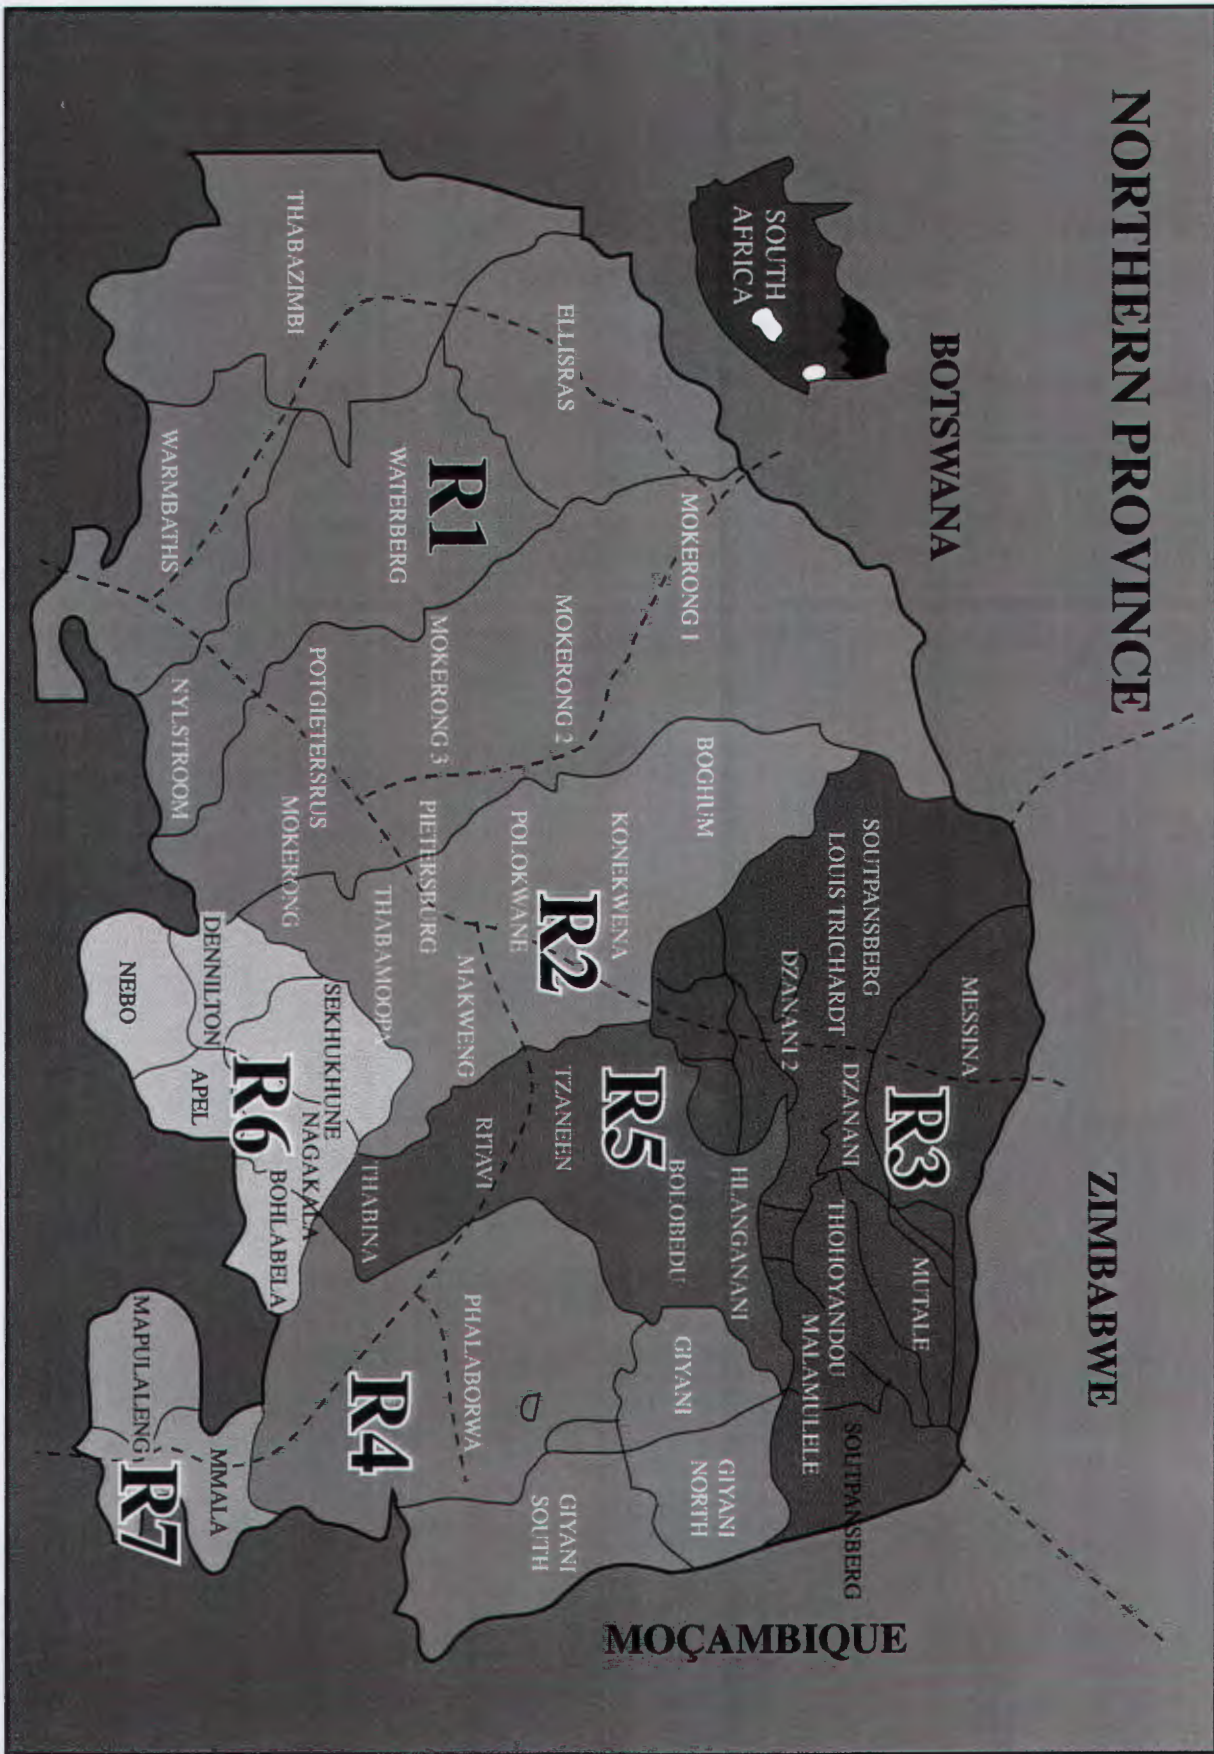 NORTHERN PROVINCE
BOTSWANA
ZIMBABWE
MOÇAMBIQUE
SOUTH
AFRICA
R1
THABAZIMBI
ELLISRAS
WATERBERG
WARMBATHS
NYLSTROOM
MOKERONG 1
MOKERONG 2
MOKERONG 3
POTGIETERSRUS
MOKERONG
R2
BOGHUM
KONEKWENA
POLOKWANE
PIETERSBURG
MAKWENG
THABAMOOPA
R3
MESSINA
SOUTPANSBERG
LOUIS TRICHARDT
DZANANI 2
DZANANI
MUTALE
THOHOYANDOU
MALAMULELE
SOUTPANSBERG
R5
HLANGANANI
BOLOBEDU
TZANEEN
RITAVI
THABINA
R4
GIYANI
GIYANI
NORTH
GIYANI
SOUTH
PHALABORWA
R6
SEKHUKHUNE
NAGAKALA
BOHLABELA
DENNILTON
APEL
NEBO
R7
MAPULALENG
MMALA